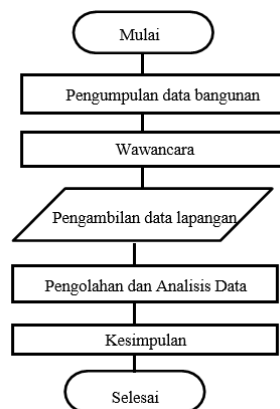 Mulai
Pengumpulan data bangunan
Wawancara
Pengambilan data lapangan
Pengolahan dan Analisis Data
Kesimpulan
Selesai